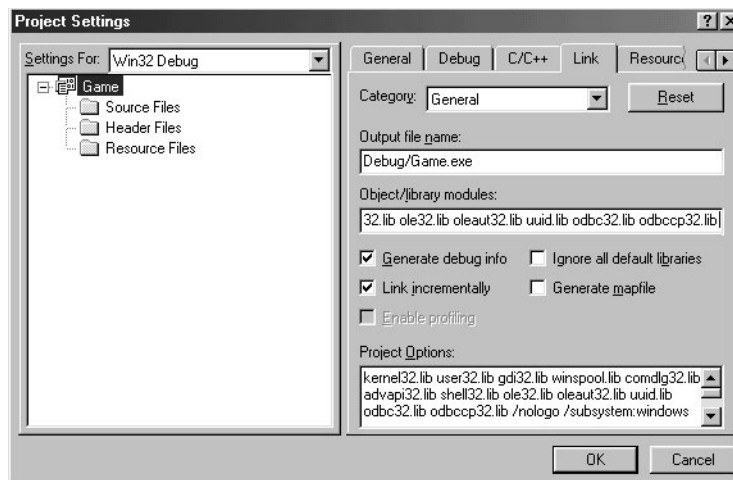 Project Settings
Settings For: Win32 Debug
Game
Source Files
Header Files
Resource Files
General Debug C/C++ Link
Category: General Reset
Output file name:
Debug/Game.exe
Object/library modules:
32.lib ole32.lib oleaut32.lib uuid.lib odbc32.lib odbccp32.lib
Generate debug info Ignore all default libraries
Link incrementally Generate mapfile
Enable profiling
Project Options:
kernel32.lib user32.lib gdi32.lib winspool.lib comdlg32.lib
advapi32.lib shell32.lib ole32.lib oleaut32.lib uuid.lib
odbc32.lib odbccp32.lib /nologo /subsystem:windows
OK Cancel